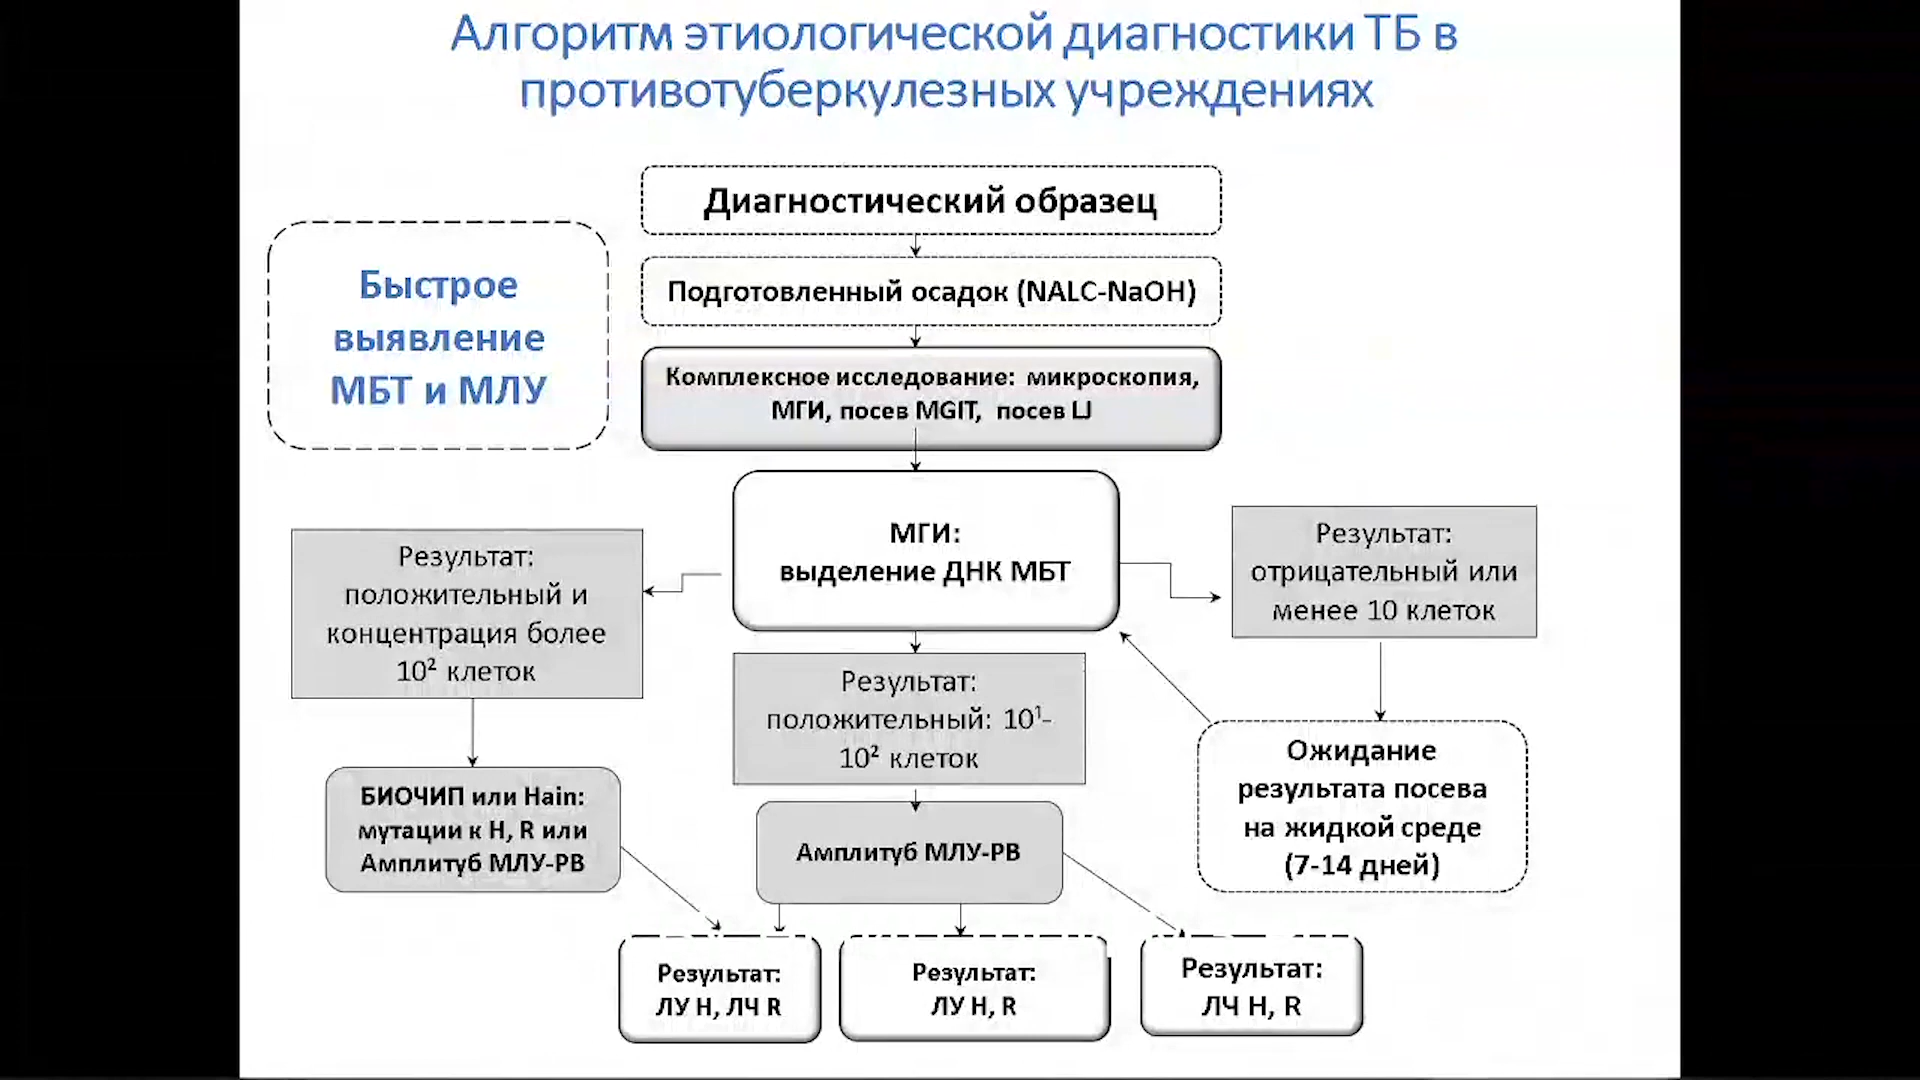 Алгоритм этиологической диагностики ТБ в
противотуберкулезных учреждениях
Диагностический образец
Быстрое
выявление
МБТ и МЛУ
Подготовленный осадок (NALC-NaOH)
Комплексное исследование: микроскопия,
МГИ, посев MGIT, посев LJ
МГИ:
выделение ДНК МБТ
Результат:
положительный и
концентрация более
10² клеток
Результат:
положительный: 10¹-
10² клеток
Результат:
отрицательный или
менее 10 клеток
БИОЧИП или Hain:
мутации к H, R или
Амплитуб МЛУ-РВ
Амплитуб МЛУ-РВ
Ожидание
результата посева
на жидкой среде
(7-14 дней)
Результат:
ЛУ H, ЛЧ R
Результат:
ЛУ H, R
Результат:
ЛЧ H, R